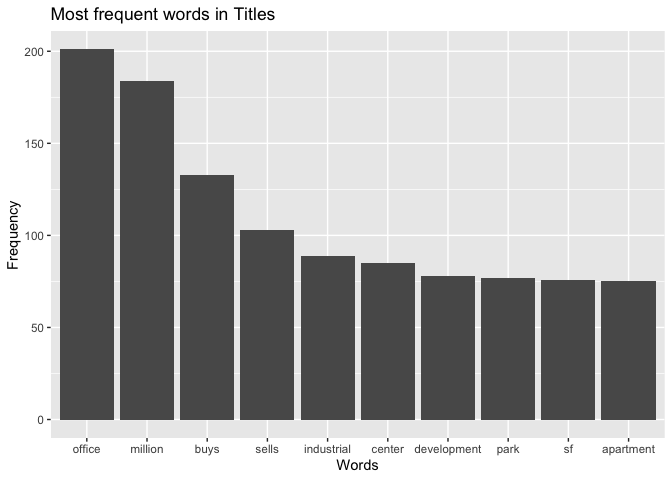 Most frequent words in Titles
Frequency
200
150
100
50
0
office million buys sells industrial center development park sf apartment
Words